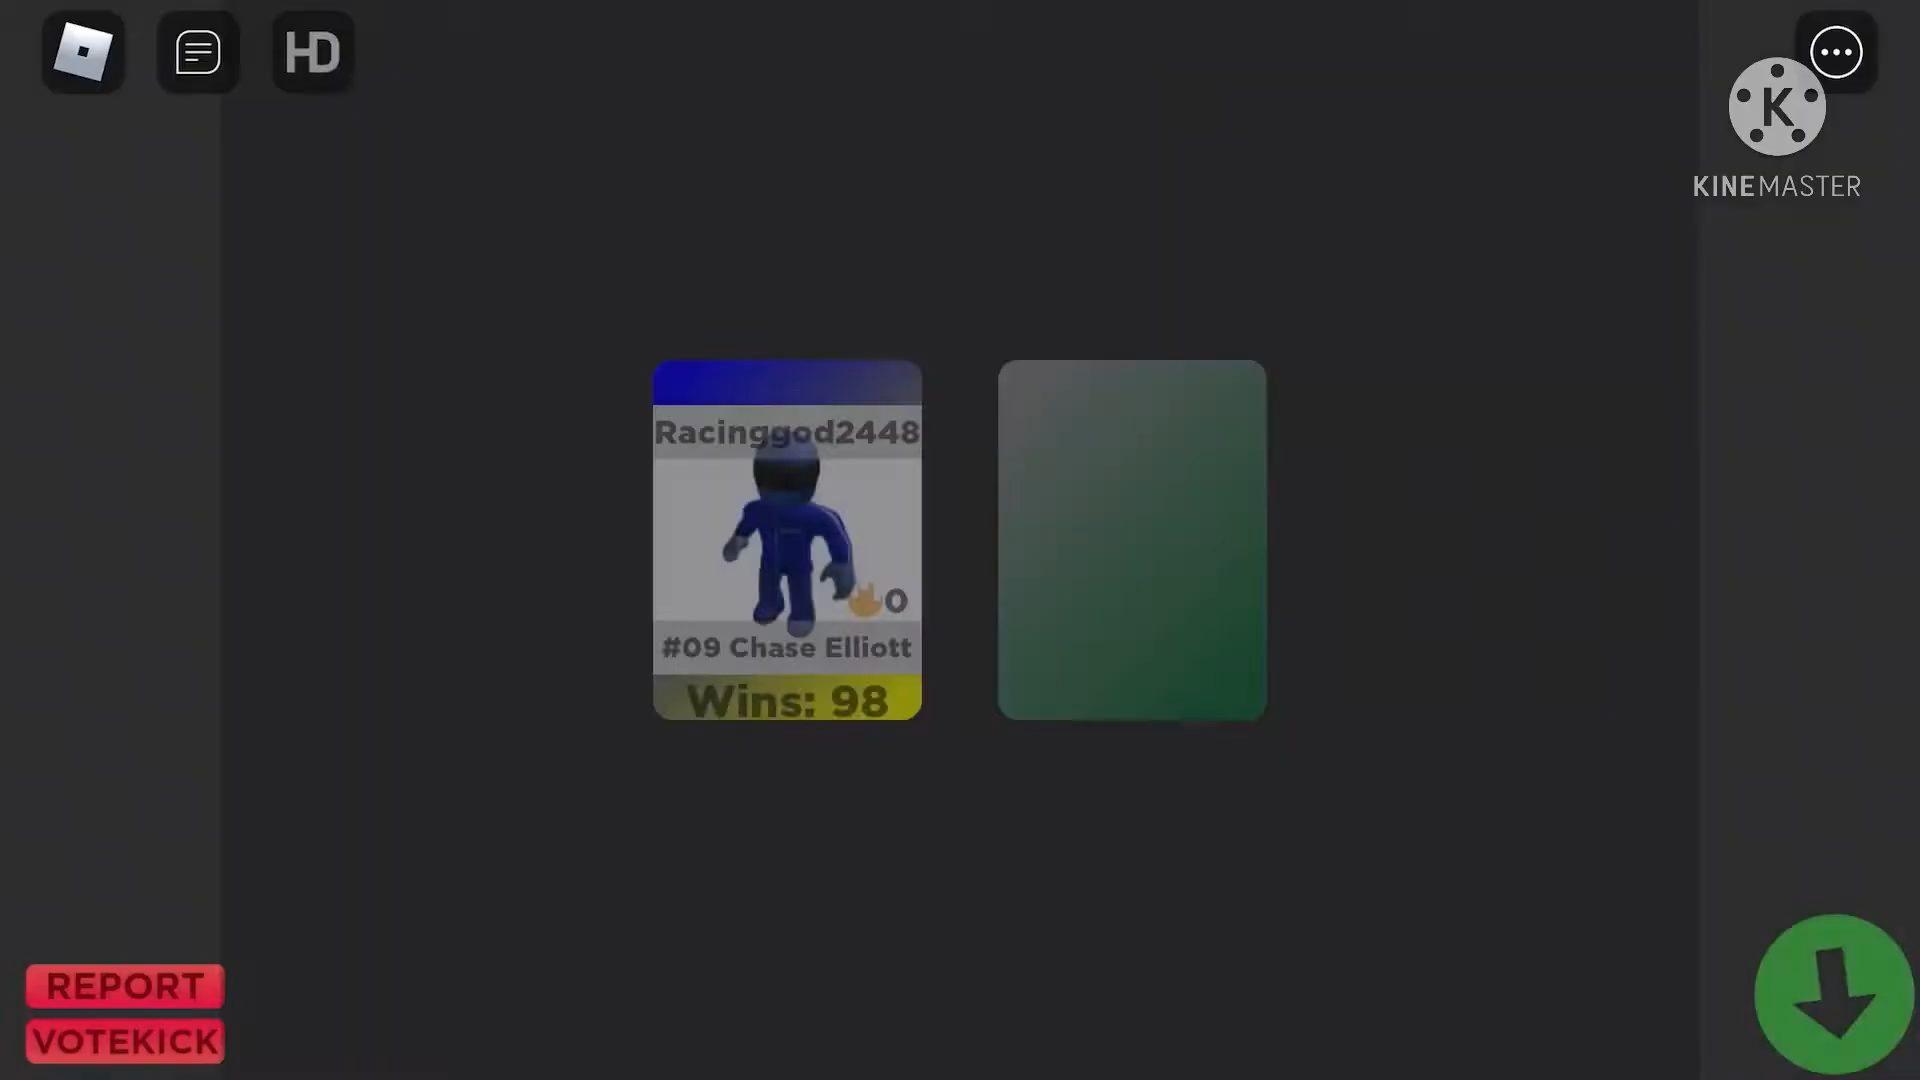 HD
K
KINEMASTER
Racinggod2448
0
#09 Chase Elliott
Wins: 98
REPORT
VOTEKICK